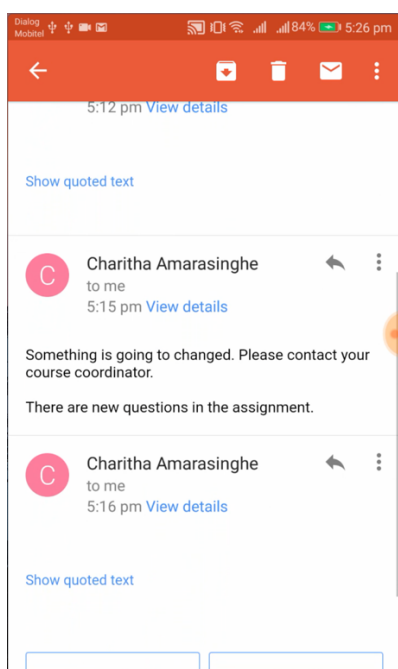 Dialog
Mobitel 84% 5:26 pm
5:12 pm View details
Show quoted text
C
Charitha Amarasinghe
to me
5:15 pm View details
Something is going to changed. Please contact your
course coordinator.
There are new questions in the assignment.
C
Charitha Amarasinghe
to me
5:16 pm View details
Show quoted text